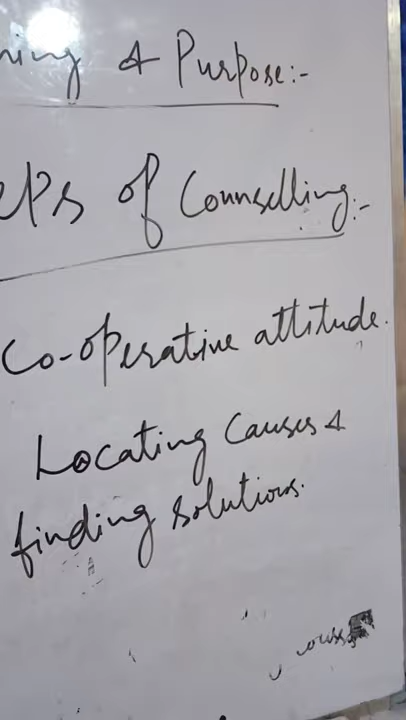 ning & Purpose:-
eps of Counselling:-
Co-operative attitude.
Locating Causes &
finding solutions.